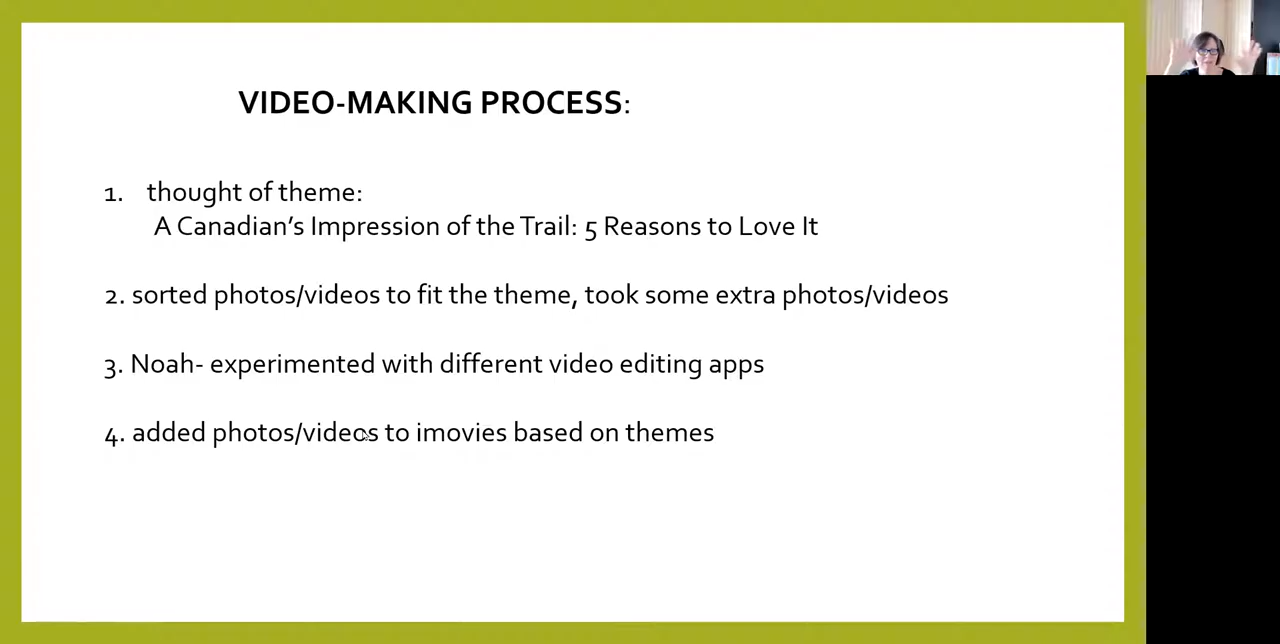 VIDEO-MAKING PROCESS:
1. thought of theme:
A Canadian's Impression of the Trail: 5 Reasons to Love It
2. sorted photos/videos to fit the theme, took some extra photos/videos
3. Noah- experimented with different video editing apps
4. added photos/videos to imovies based on themes